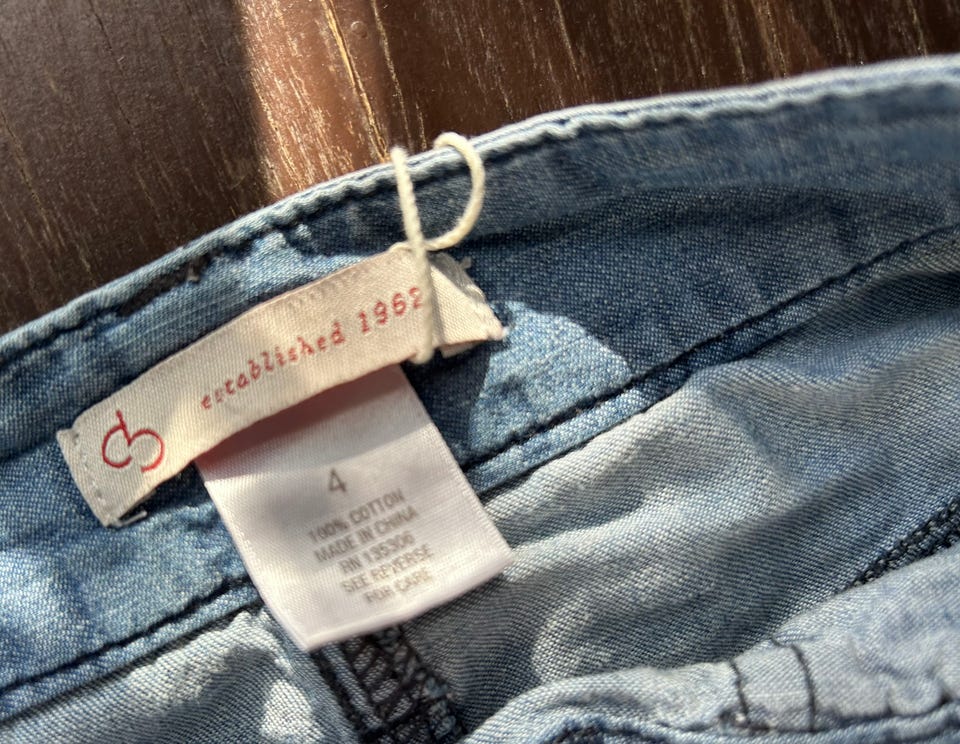 established 1962
4
100% COTTON
MADE IN CHINA
RN 135306
SEE REVERSE
FOR CARE